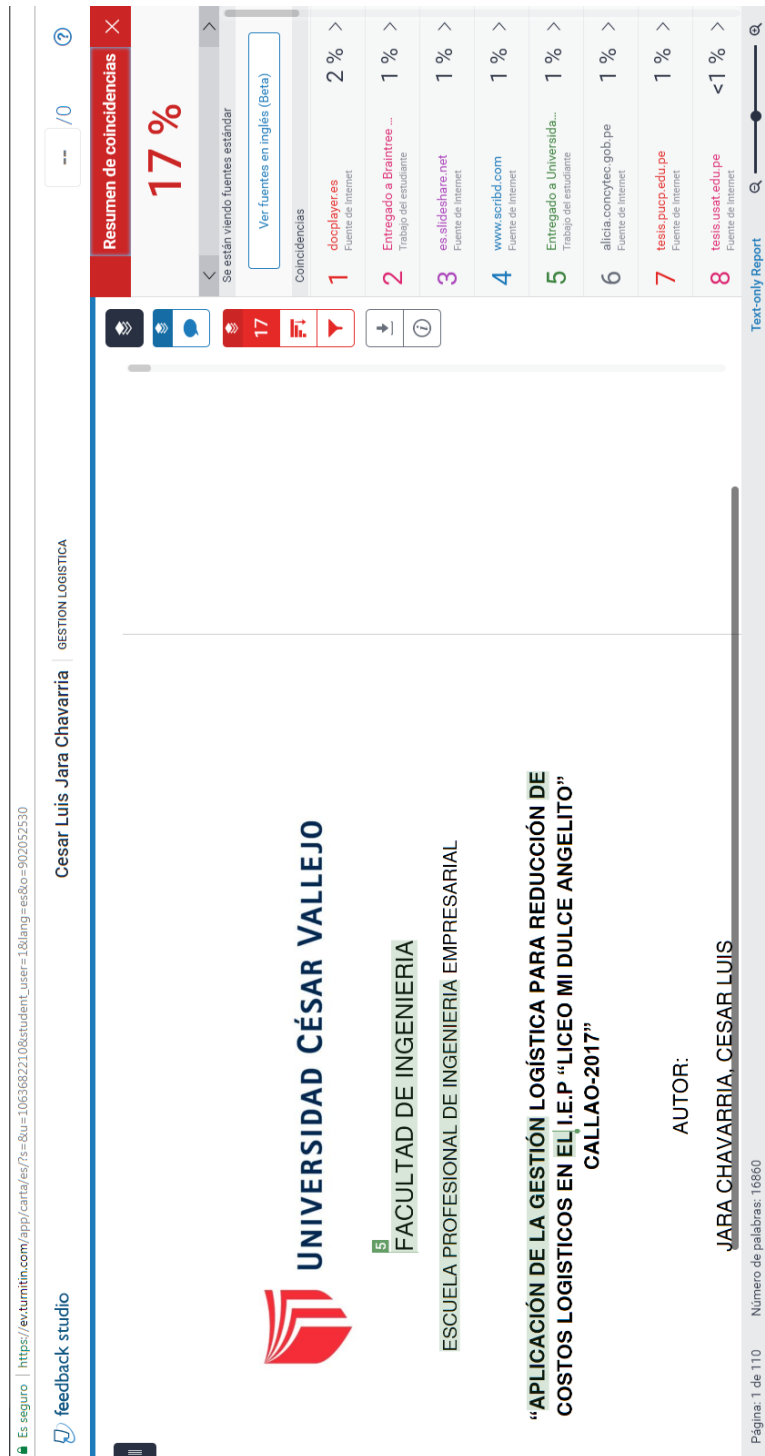 Es seguro | https://ev.turnitin.com/app/carta/es/?s=&u=1063682210&student_user=1&lang=es&o=902052530
feedback studio
Cesar Luis Jara Chavarria | GESTION LOGISTICA
-- /0
?
UNIVERSIDAD CÉSAR VALLEJO
5
FACULTAD DE INGENIERIA
ESCUELA PROFESIONAL DE INGENIERIA EMPRESARIAL
“APLICACIÓN DE LA GESTIÓN LOGÍSTICA PARA REDUCCIÓN DE
COSTOS LOGISTICOS EN EL I.E.P “LICEO MI DULCE ANGELITO”
CALLAO-2017”
AUTOR:
JARA CHAVARRIA, CESAR LUIS
17
Resumen de coincidencias
17 %
Se están viendo fuentes estándar
Ver fuentes en inglés (Beta)
Coincidencias
1 docplayer.es 2 % >
Fuente de Internet
2 Entregado a Braintree ... 1 % >
Trabajo del estudiante
3 es.slideshare.net 1 % >
Fuente de Internet
4 www.scribd.com 1 % >
Fuente de Internet
5 Entregado a Universida... 1 % >
Trabajo del estudiante
6 alicia.concytec.gob.pe 1 % >
Fuente de Internet
7 tesis.pucp.edu.pe 1 % >
Fuente de Internet
8 tesis.usat.edu.pe <1 % >
Fuente de Internet
Página: 1 de 110
Número de palabras: 16860
Text-only Report